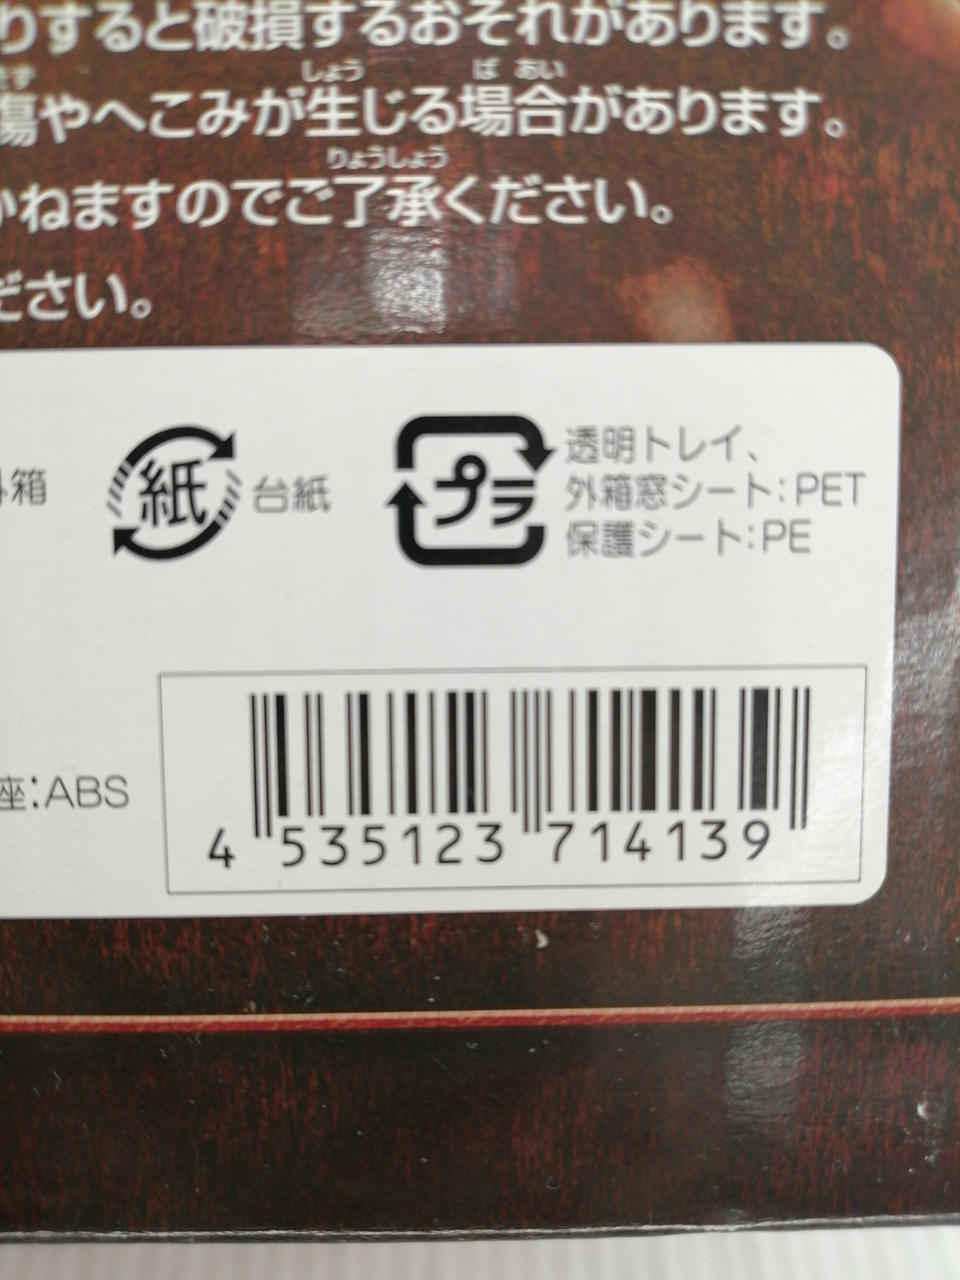 りすると破損するおそれがあります。
しょう ば あい
傷やへこみが生じる場合があります。
りょうしょう
かねますのでご了承ください。
ださい。
外箱
紙
台紙
プラ
透明トレイ、
外箱窓シート:PET
保護シート:PE
座:ABS
4 535123 714139